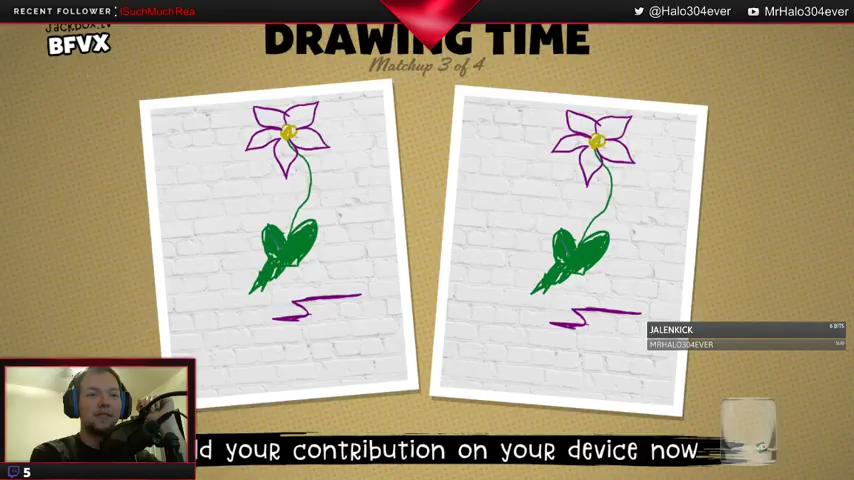 RECENT FOLLOWER ISuchMuchRea
@Halo304ever
MrHalo304ever
JACKBOX.TV
BFVX
DRAWING TIME
Matchup 3 of 4
JALENKICK 6 BITS
MRHALO304EVER
d your contribution on your device now
5